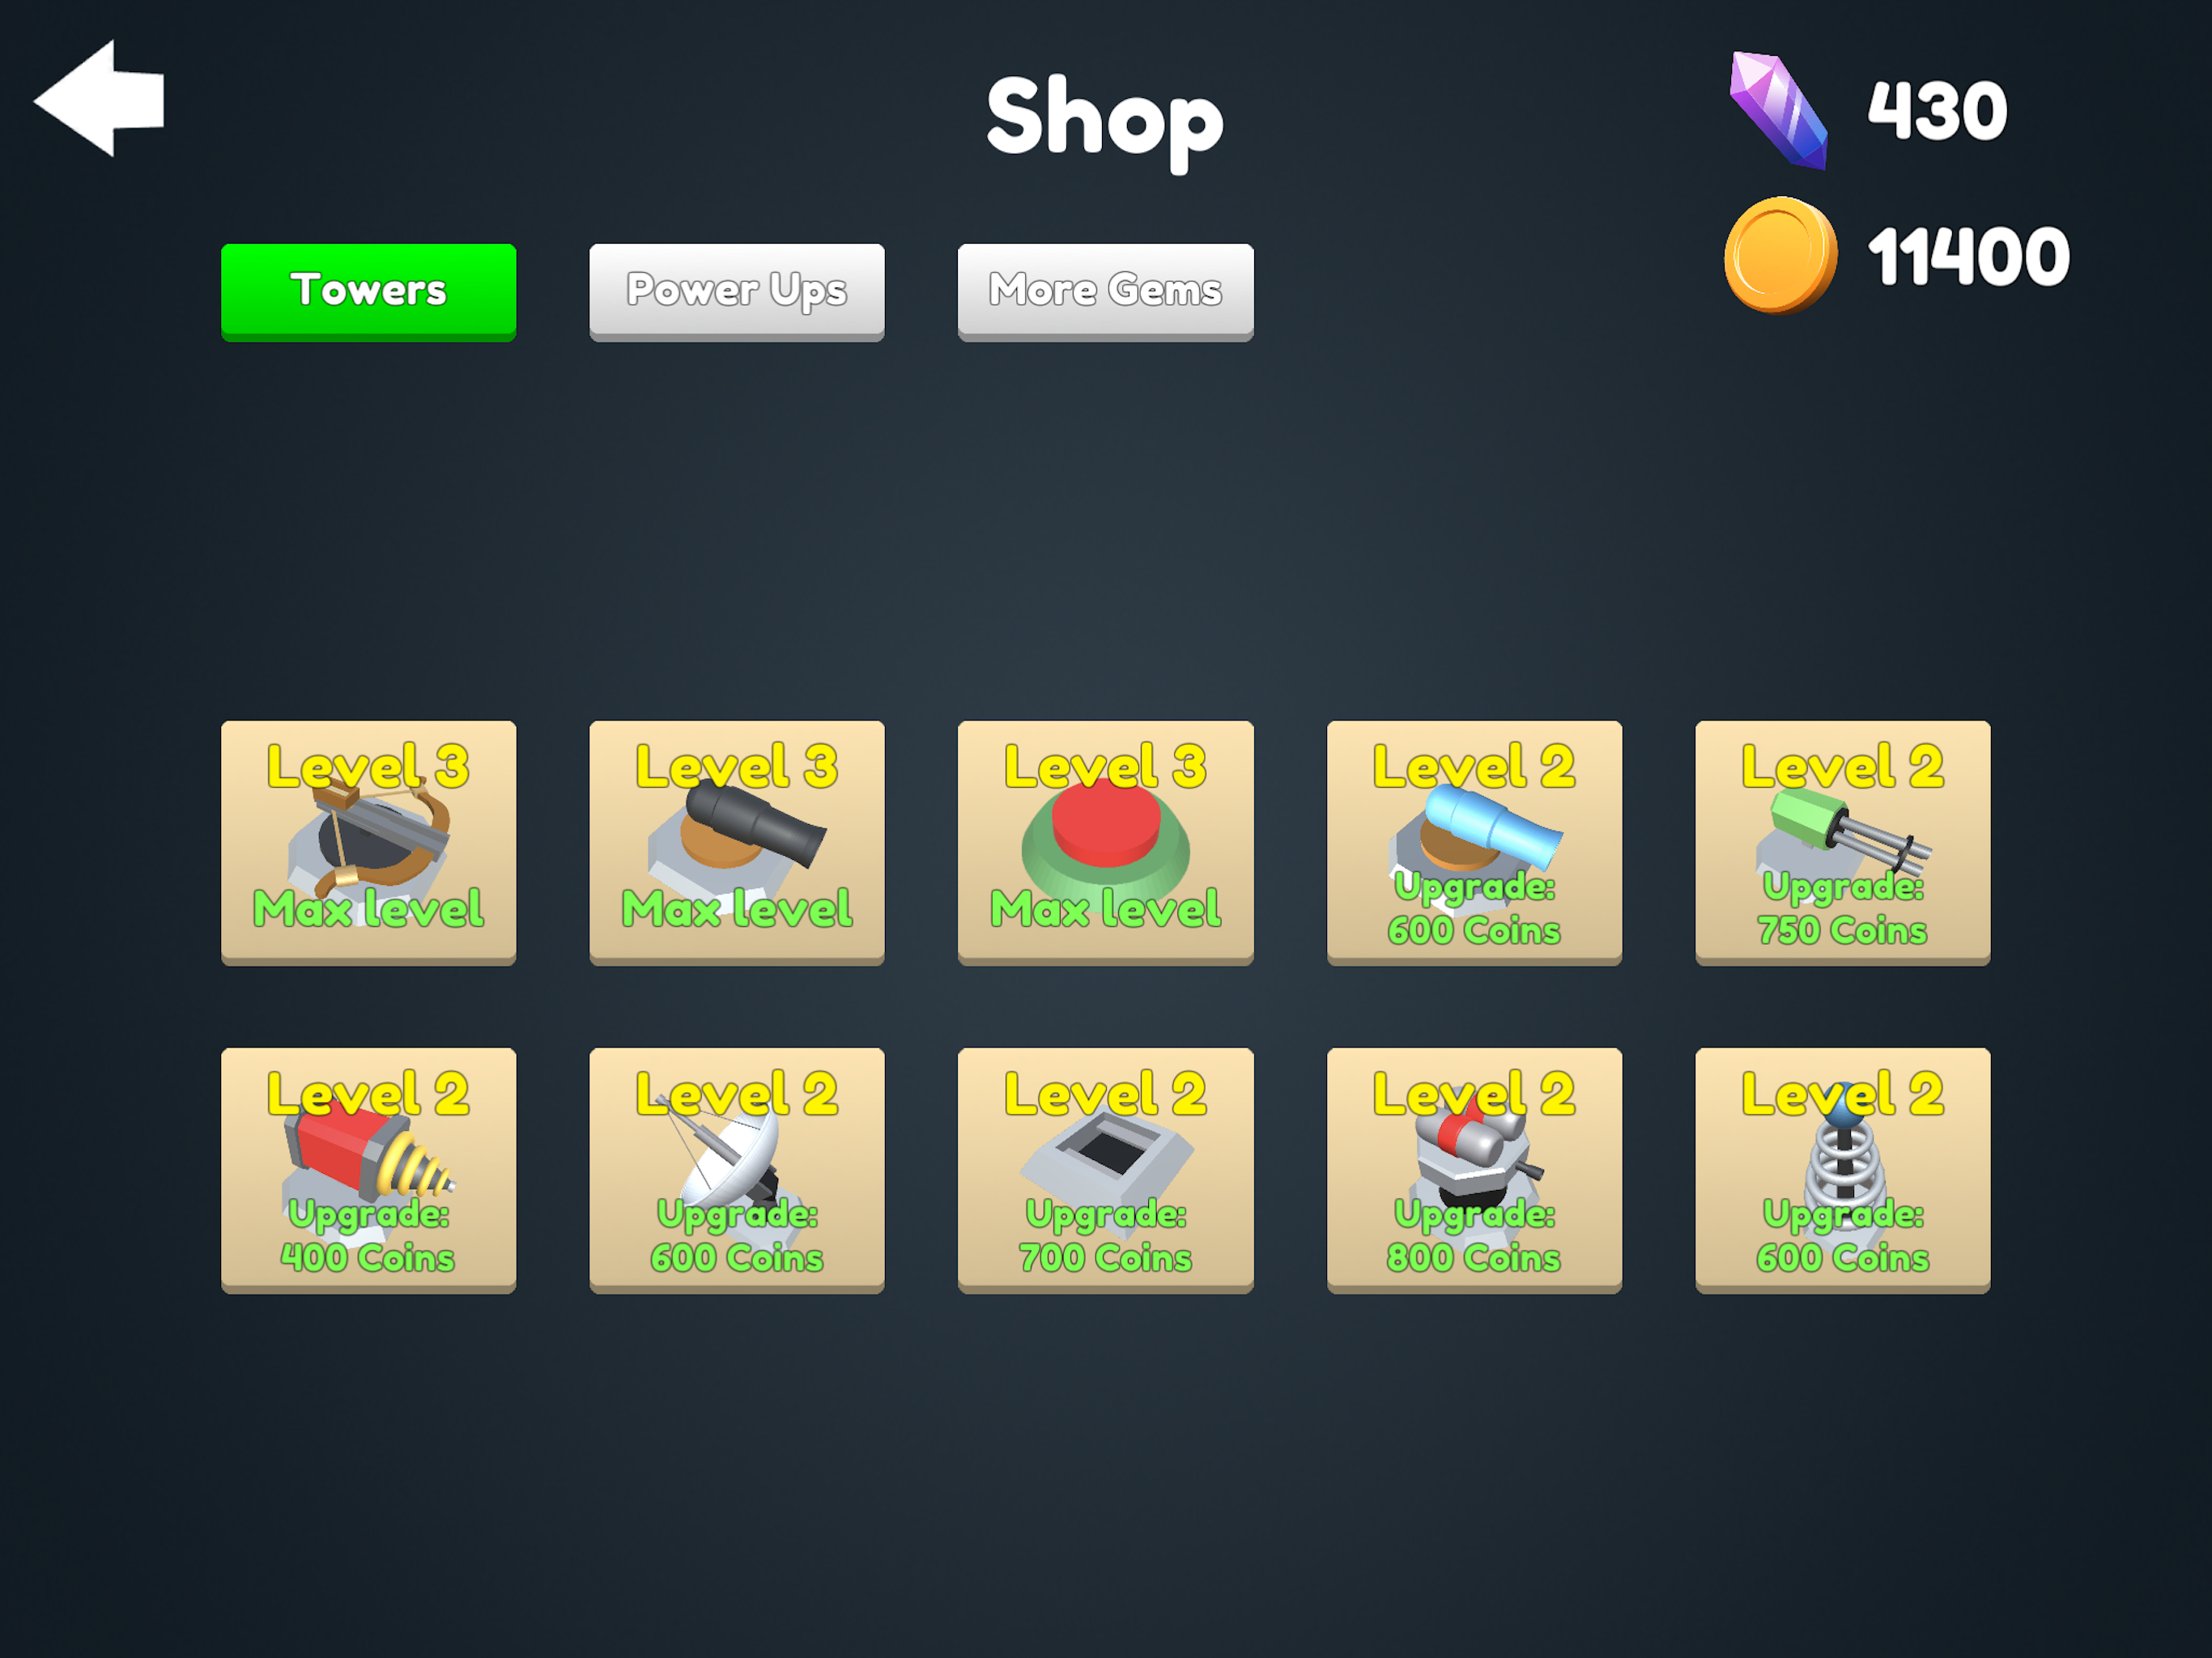 Shop
430
11400
Towers
Power Ups
More Gems
Level 3
Max level
Level 3
Max level
Level 3
Max level
Level 2
Upgrade:
600 Coins
Level 2
Upgrade:
750 Coins
Level 2
Upgrade:
400 Coins
Level 2
Upgrade:
600 Coins
Level 2
Upgrade:
700 Coins
Level 2
Upgrade:
800 Coins
Level 2
Upgrade:
600 Coins